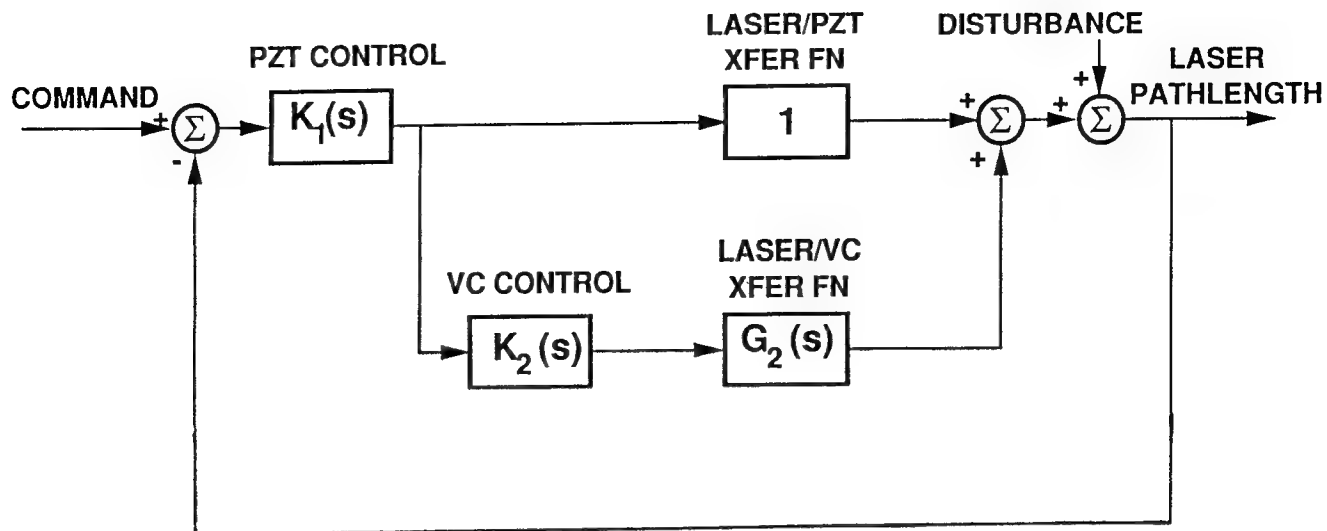 LASER/PZT
XFER FN
DISTURBANCE
PZT CONTROL
LASER
PATHLENGTH
COMMAND
+
Σ
-
K1(s)
1
+
Σ
+
+
Σ
+
VC CONTROL
LASER/VC
XFER FN
K2(s)
G2(s)